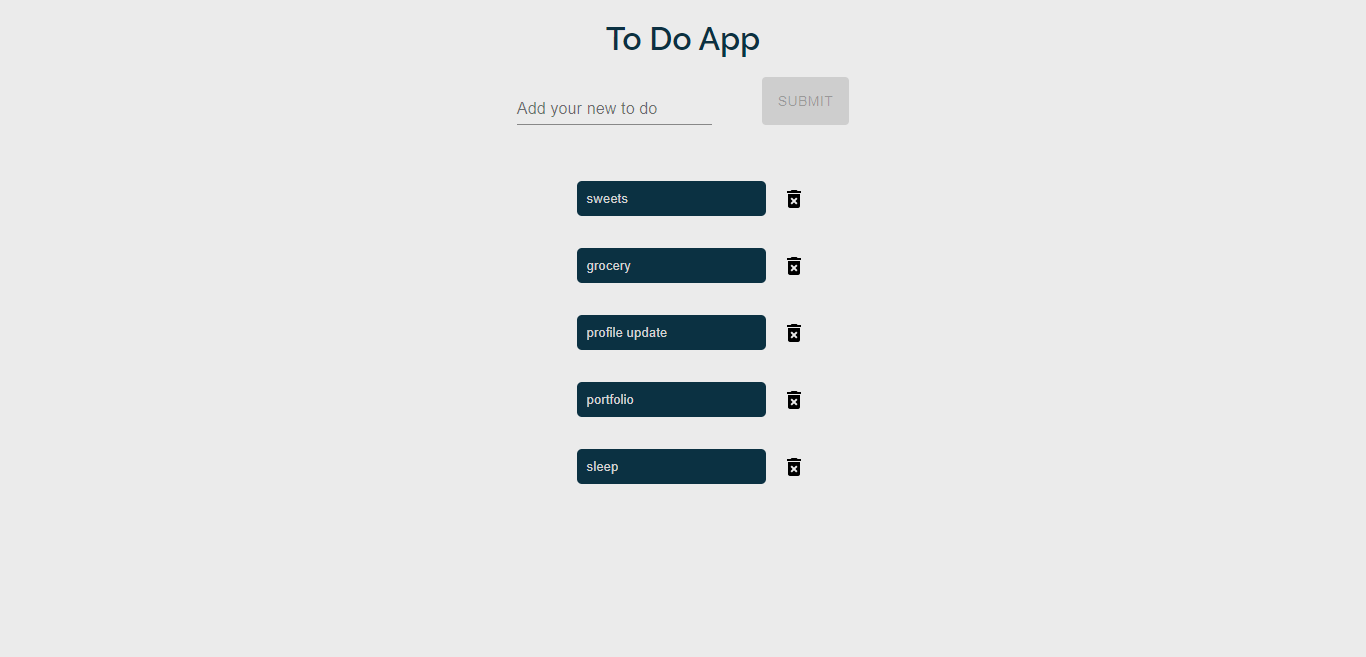 To Do App
Add your new to do
SUBMIT
sweets
grocery
profile update
portfolio
sleep